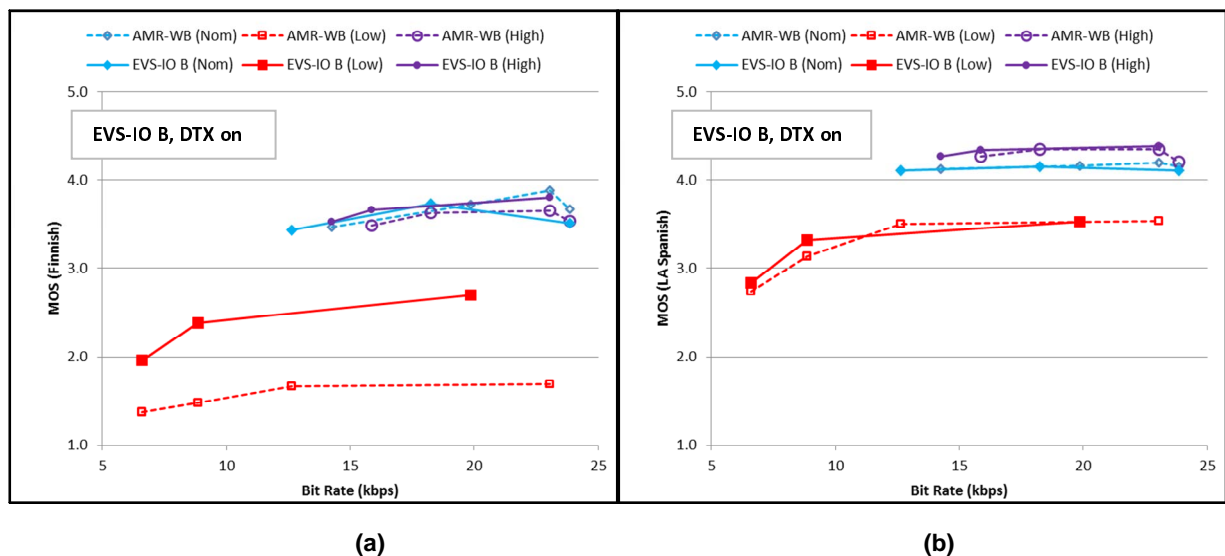 AMR-WB (Nom) AMR-WB (Low) AMR-WB (High)
EVS-IO B (Nom) EVS-IO B (Low) EVS-IO B (High)
5.0
EVS-IO B, DTX on
4.0
3.0
2.0
1.0
MOS (Finnish)
5 10 15 20 25
Bit Rate (kbps)
(a)
AMR-WB (Nom) AMR-WB (Low) AMR-WB (High)
EVS-IO B (Nom) EVS-IO B (Low) EVS-IO B (High)
5.0
EVS-IO B, DTX on
4.0
3.0
2.0
1.0
MOS (LA Spanish)
5 10 15 20 25
Bit Rate (kbps)
(b)